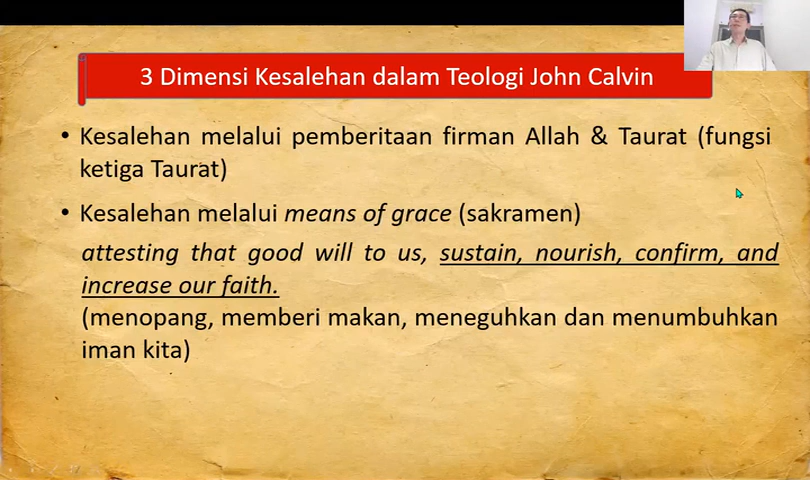 3 Dimensi Kesalehan dalam Teologi John Calvin
• Kesalehan melalui pemberitaan firman Allah & Taurat (fungsi
ketiga Taurat)
• Kesalehan melalui means of grace (sakramen)
attesting that good will to us, sustain, nourish, confirm, and
increase our faith.
(menopang, memberi makan, meneguhkan dan menumbuhkan
iman kita)